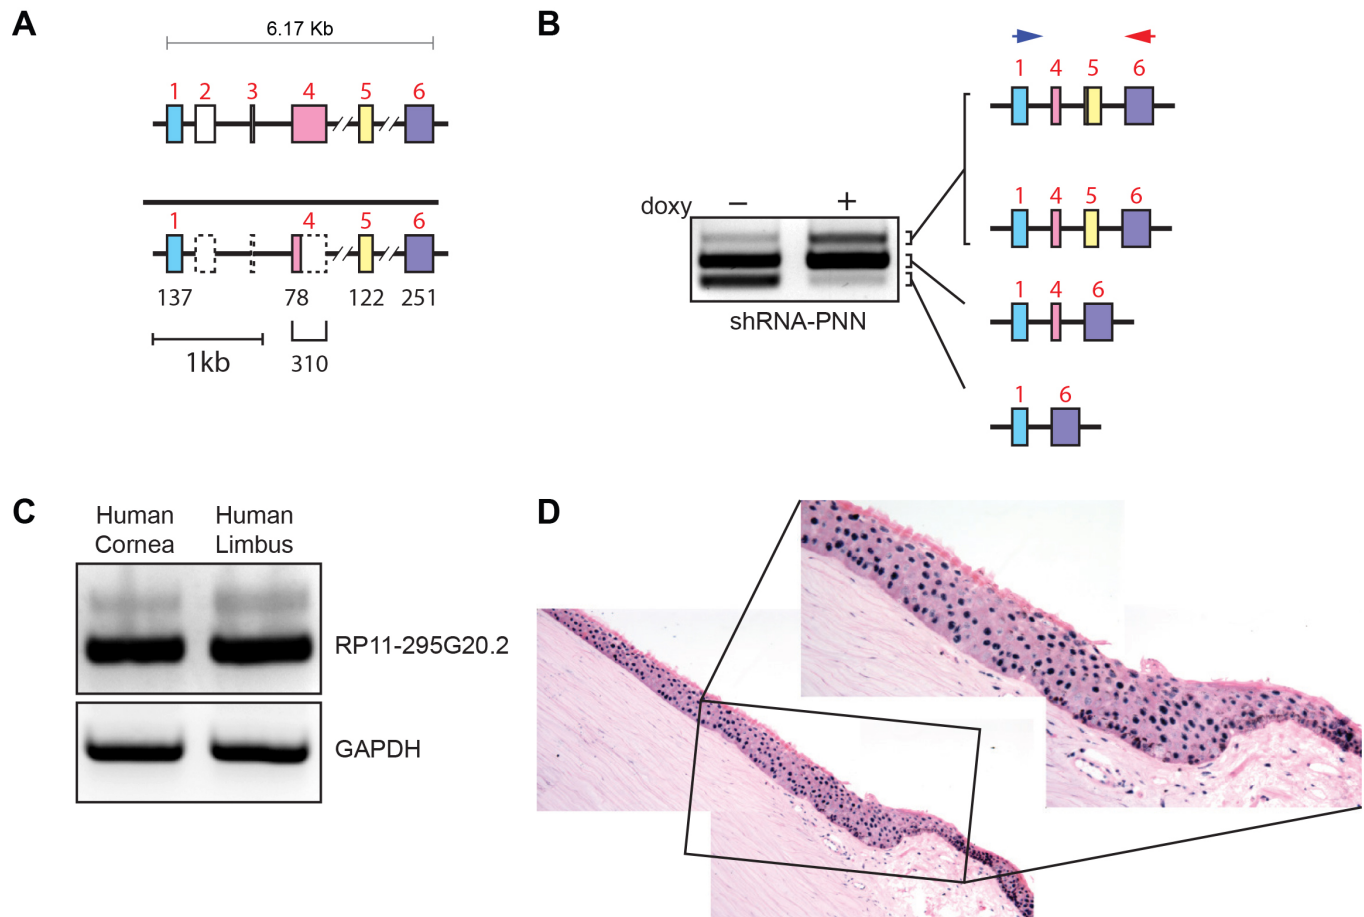 A
6.17 Kb
1 2 3 4 5 6
1 4 5 6
137 78 122 251
1kb 310
B
1 4 5 6
doxy − +
1 4 5 6
shRNA-PNN
1 4 6
1 6
C
Human Cornea
Human Limbus
RP11-295G20.2
GAPDH
D